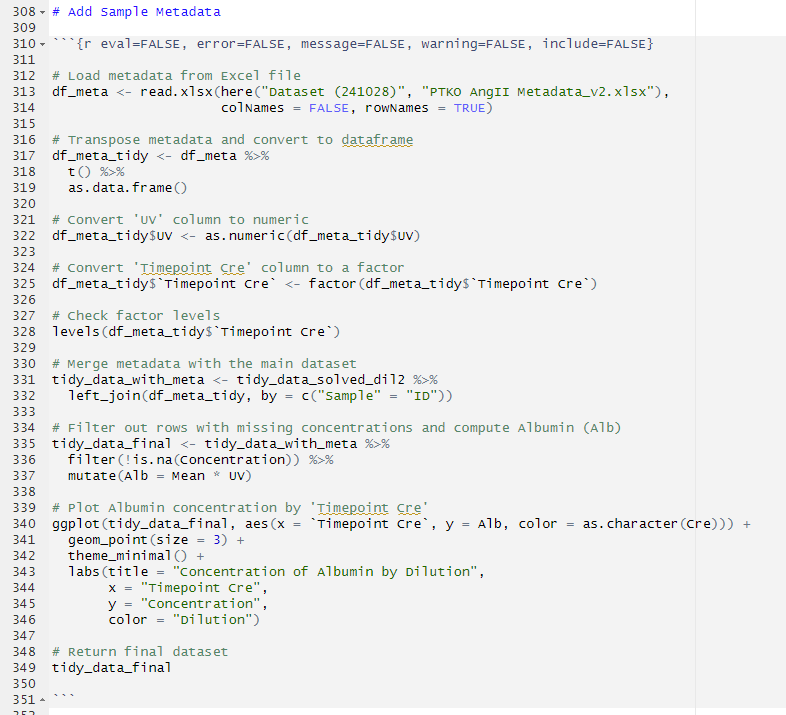 308 # Add Sample Metadata
309
310 ```{r eval=FALSE, error=FALSE, message=FALSE, warning=FALSE, include=FALSE}
311
312 # Load metadata from Excel file
313 df_meta <- read.xlsx(here("Dataset (241028)", "PTKO AngII Metadata_v2.xlsx"),
314                      colNames = FALSE, rowNames = TRUE)
315
316 # Transpose metadata and convert to dataframe
317 df_meta_tidy <- df_meta %>%
318   t() %>%
319   as.data.frame()
320
321 # Convert 'UV' column to numeric
322 df_meta_tidy$UV <- as.numeric(df_meta_tidy$UV)
323
324 # Convert 'Timepoint Cre' column to a factor
325 df_meta_tidy$`Timepoint Cre` <- factor(df_meta_tidy$`Timepoint Cre`)
326
327 # Check factor levels
328 levels(df_meta_tidy$`Timepoint Cre`)
329
330 # Merge metadata with the main dataset
331 tidy_data_with_meta <- tidy_data_solved_dil2 %>%
332   left_join(df_meta_tidy, by = c("Sample" = "ID"))
333
334 # Filter out rows with missing concentrations and compute Albumin (Alb)
335 tidy_data_final <- tidy_data_with_meta %>%
336   filter(!is.na(Concentration)) %>%
337   mutate(Alb = Mean * UV)
338
339 # Plot Albumin concentration by 'Timepoint Cre'
340 ggplot(tidy_data_final, aes(x = `Timepoint Cre`, y = Alb, color = as.character(Cre))) +
341   geom_point(size = 3) +
342   theme_minimal() +
343   labs(title = "Concentration of Albumin by Dilution",
344        x = "Timepoint Cre",
345        y = "Concentration",
346        color = "Dilution")
347
348 # Return final dataset
349 tidy_data_final
350
351 ```
352